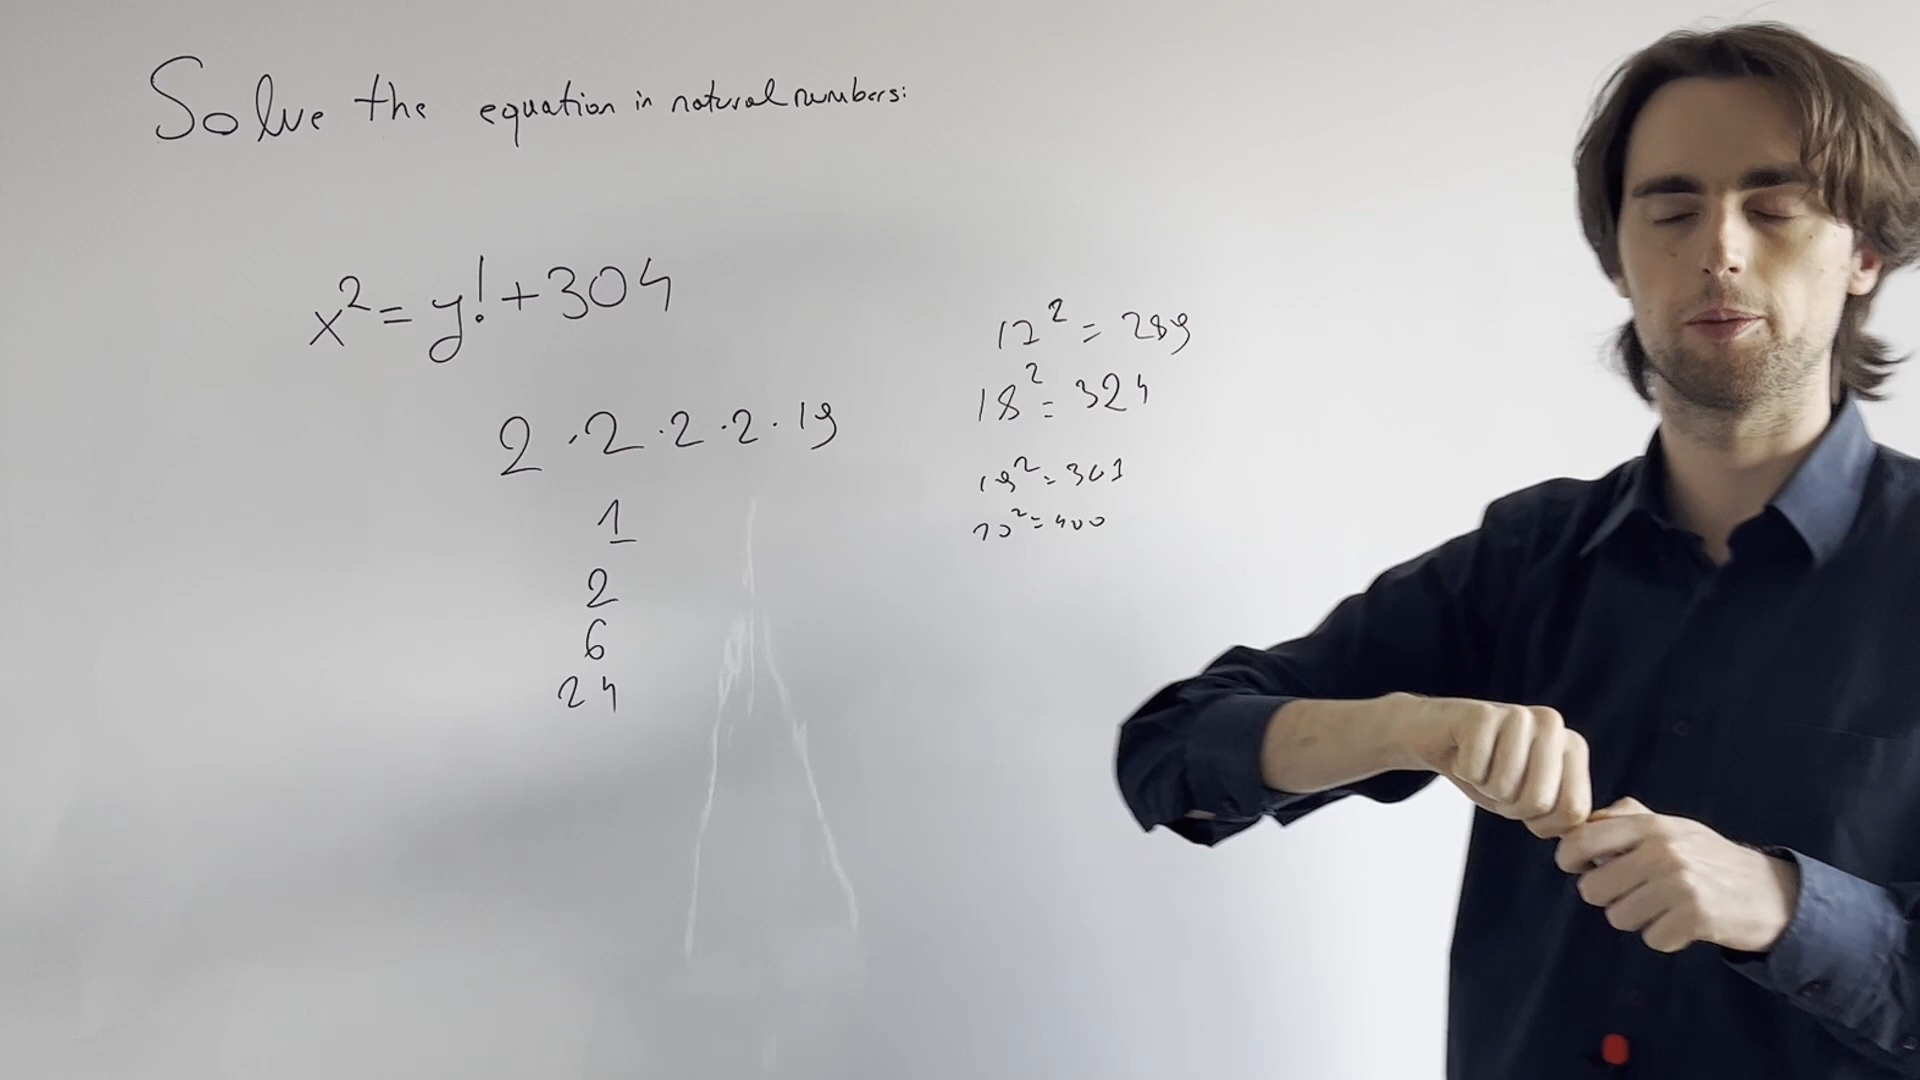 Solve the equation in natural numbers:
x² = y! + 304
2 · 2 · 2 · 2 · 19
1
2
6
24
17² = 289
18² = 324
19² = 361
20² = 400